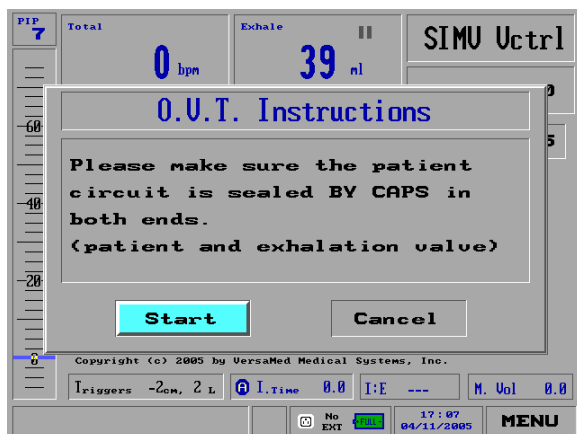 PIP
7
Total
0 bpm
Exhale
39 ml
SIMV Vctrl
O.V.T. Instructions
Please make sure the patient
circuit is sealed BY CAPS in
both ends.
(patient and exhalation valve)
Start
Cancel
60
40
20
0
5
Copyright (c) 2005 by VersaMed Medical Systems, Inc.
Triggers -2cm, 2 L
A I.Time 0.0
I:E ---
M. Vol 0.0
No
EXT
FULL
17:07
04/11/2005
MENU